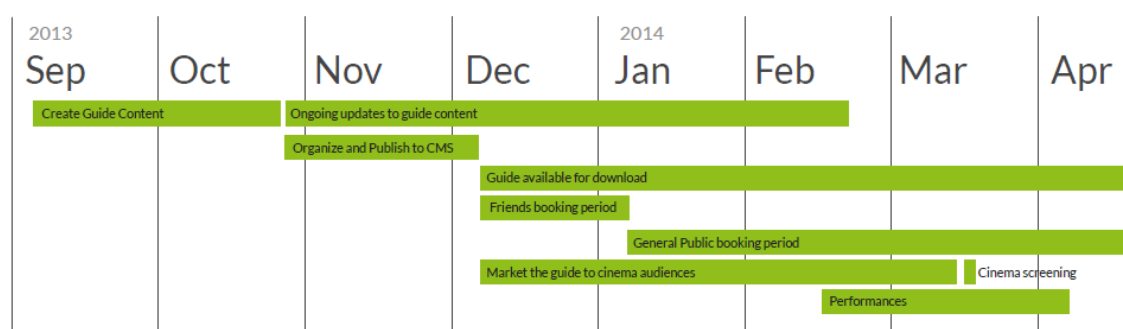 2013 2014
Sep Oct Nov Dec Jan Feb Mar Apr
Create Guide Content Ongoing updates to guide content
Organize and Publish to CMS
Guide available for download
Friends booking period
General Public booking period
Market the guide to cinema audiences Cinema screening
Performances